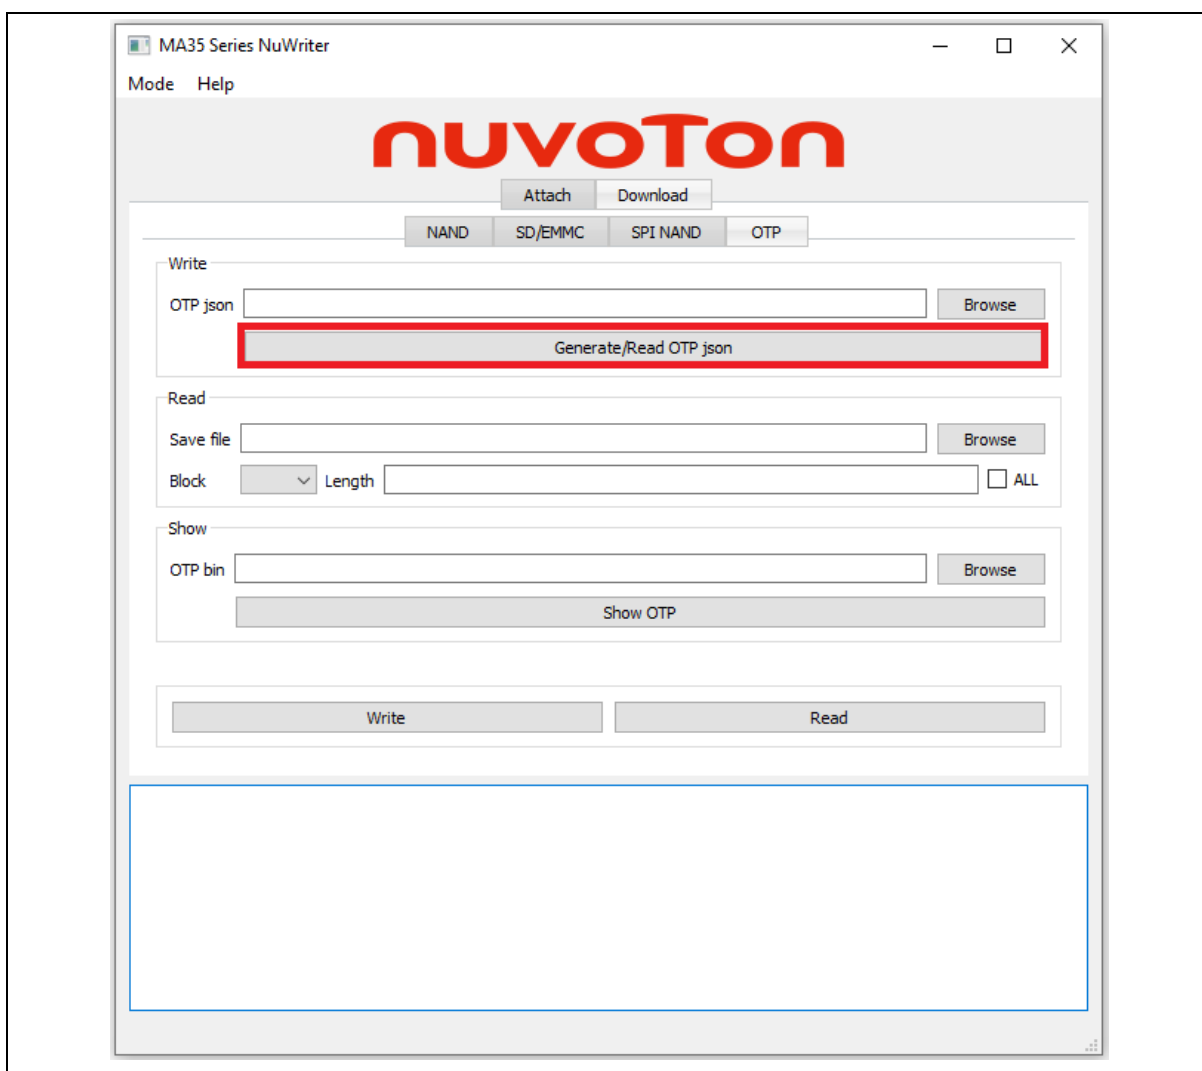 MA35 Series NuWriter
Mode Help
nuvoTon
Attach Download
NAND SD/EMMC SPI NAND OTP
Write
OTP json Browse
Generate/Read OTP json
Read
Save file Browse
Block Length ALL
Show
OTP bin Browse
Show OTP
Write Read